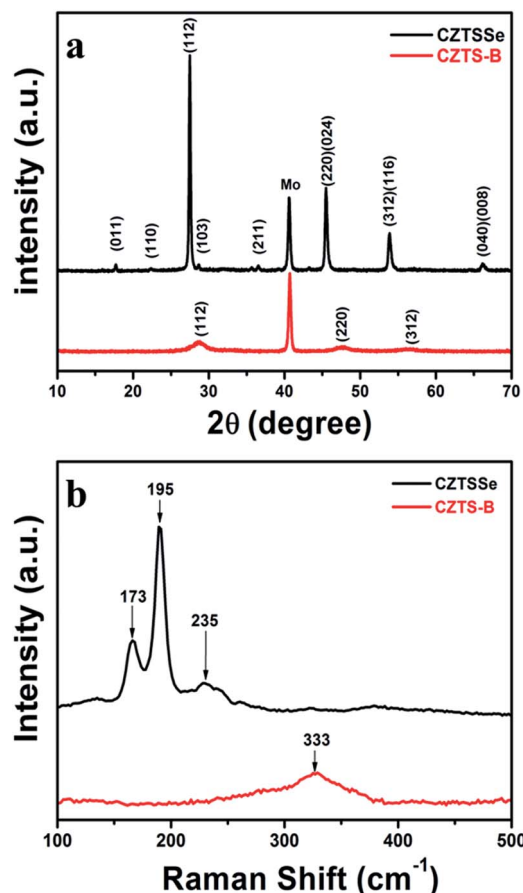 a
CZTSSe
CZTS-B
(011)
(110)
(112)
(103)
(211)
Mo
(220)(024)
(312)(116)
(040)(008)
(112)
(220)
(312)
intensity (a.u.)
10 20 30 40 50 60 70
2θ (degree)
b
CZTSSe
CZTS-B
173
195
235
333
Intensity (a.u.)
100 200 300 400 500
Raman Shift (cm⁻¹)